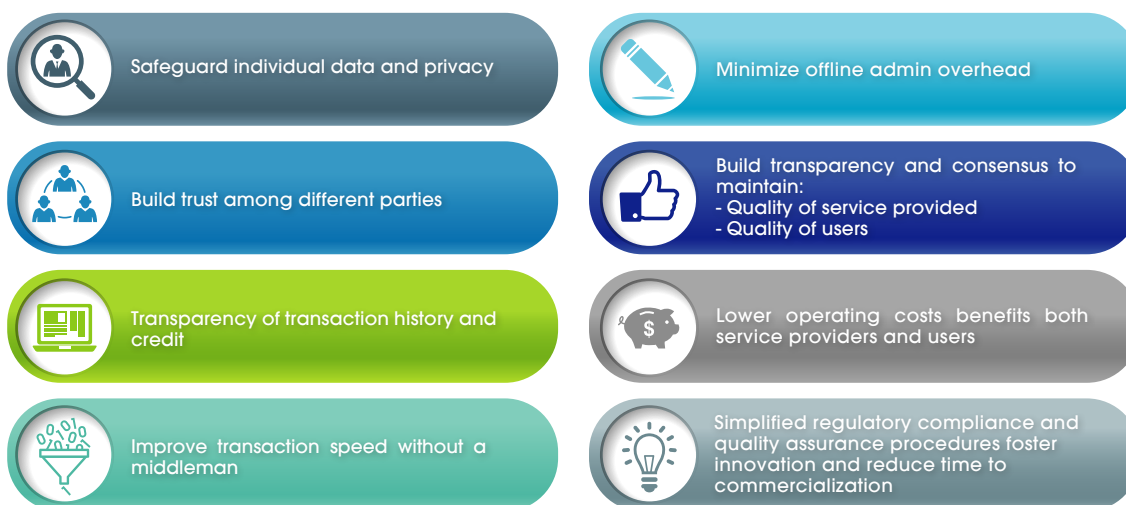 Safeguard individual data and privacy
Build trust among different parties
Transparency of transaction history and
credit
Improve transaction speed without a
middleman
Minimize offline admin overhead
Build transparency and consensus to
maintain:
- Quality of service provided
- Quality of users
$
Lower operating costs benefits both
service providers and users
Simplified regulatory compliance and
quality assurance procedures foster
innovation and reduce time to
commercialization